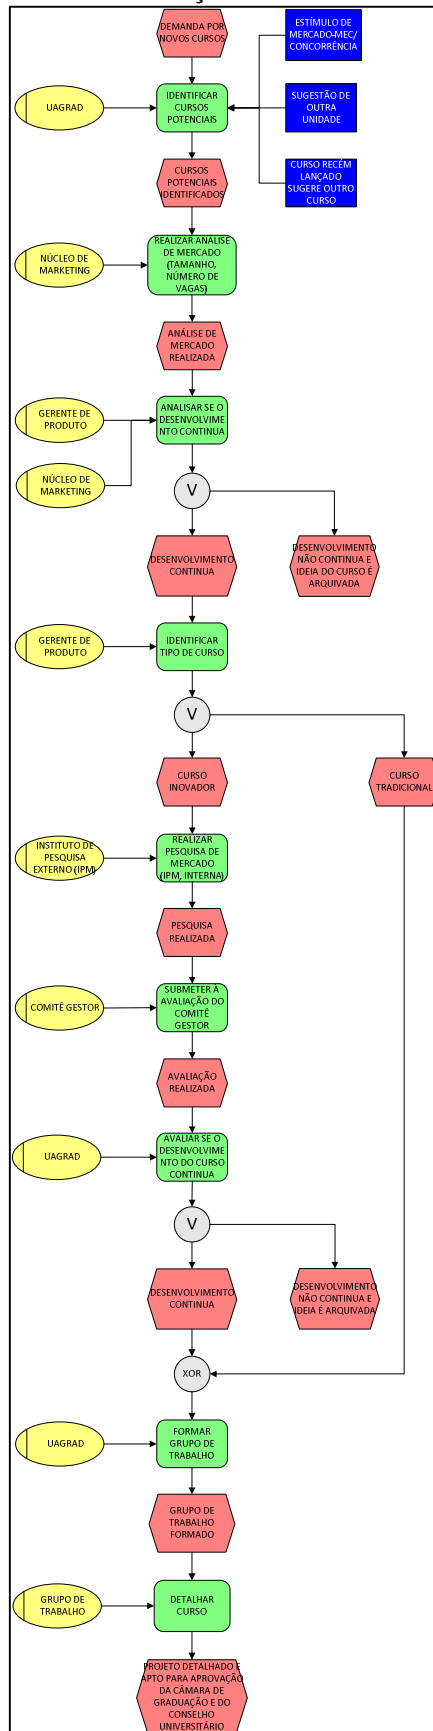 DEMANDA POR
NOVOS CURSOS
ESTÍMULO DE
MERCADO-MEC/
CONCORRÊNCIA
UAGRAD
IDENTIFICAR
CURSOS
POTENCIAIS
SUGESTÃO DE
OUTRA
UNIDADE
CURSOS
POTENCIAIS
IDENTIFICADOS
CURSO RECÉM
LANÇADO
SUGERE OUTRO
CURSO
NÚCLEO DE
MARKETING
REALIZAR ANÁLISE
DE MERCADO
(TAMANHO,
NÚMERO DE
VAGAS)
ANÁLISE DE
MERCADO
REALIZADA
GERENTE DE
PRODUTO
ANALISAR SE O
DESENVOLVIME
NTO CONTINUA
NÚCLEO DE
MARKETING
V
DESENVOLVIMENTO
CONTINUA
DESENVOLVIMENTO
NÃO CONTINUA E
IDEIA DO CURSO É
ARQUIVADA
GERENTE DE
PRODUTO
IDENTIFICAR
TIPO DE CURSO
V
CURSO
INOVADOR
CURSO
TRADICIONAL
INSTITUTO DE
PESQUISA
EXTERNO (IPM)
REALIZAR
PESQUISA DE
MERCADO
(IPM, INTERNA)
PESQUISA
REALIZADA
COMITÊ GESTOR
SUBMETER À
AVALIAÇÃO DO
COMITÊ
GESTOR
AVALIAÇÃO
REALIZADA
UAGRAD
AVALIAR SE O
DESENVOLVIME
NTO DO CURSO
CONTINUA
V
DESENVOLVIMENTO
CONTINUA
DESENVOLVIMENTO
NÃO CONTINUA E
IDEIA É ARQUIVADA
XOR
UAGRAD
FORMAR
GRUPO DE
TRABALHO
GRUPO DE
TRABALHO
FORMADO
GRUPO DE
TRABALHO
DETALHAR
CURSO
PROJETO DETALHADO E
APTO PARA APROVAÇÃO
DA CÂMARA DE
GRADUAÇÃO E DO
CONSELHO
UNIVERSITÁRIO